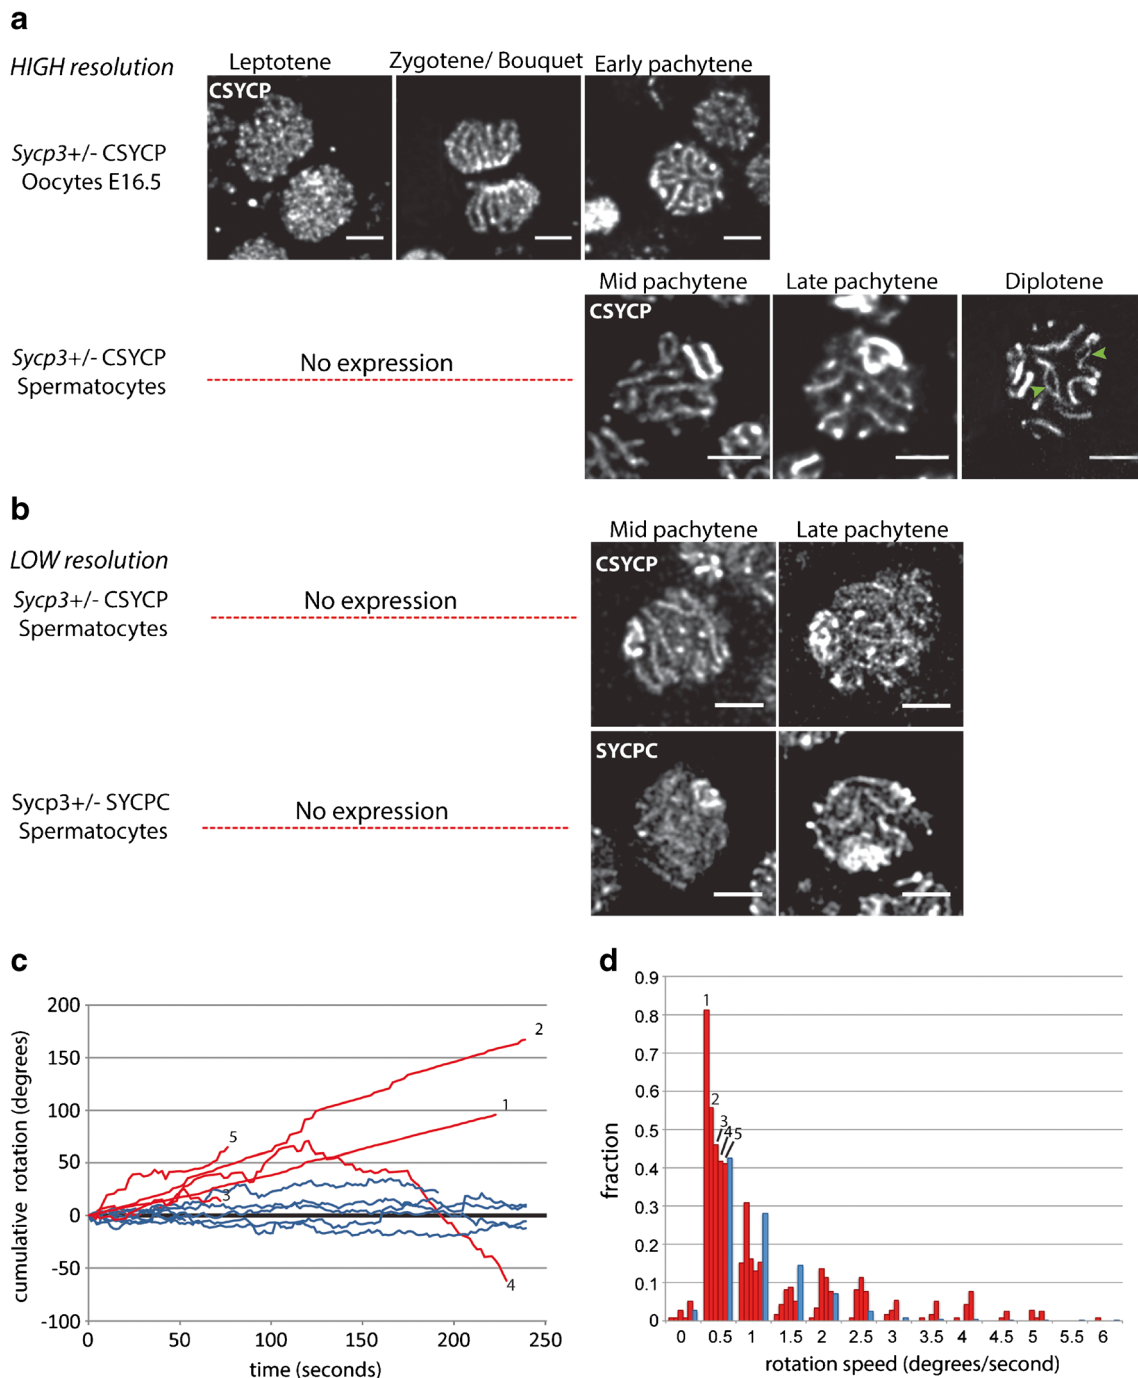 a
HIGH resolution
Leptotene
Zygotene/ Bouquet
Early pachytene
CSYCP
Sycp3+/- CSYCP
Oocytes E16.5
Mid pachytene
Late pachytene
Diplotene
CSYCP
Sycp3+/- CSYCP
Spermatocytes
No expression
b
LOW resolution
Mid pachytene
Late pachytene
CSYCP
Sycp3+/- CSYCP
Spermatocytes
No expression
SYCPC
Sycp3+/- SYCPC
Spermatocytes
No expression
c
200
150
100
50
0
-50
-100
cumulative rotation (degrees)
0 50 100 150 200 250
time (seconds)
2
1
5
3
4
d
0.9
0.8
0.7
0.6
0.5
0.4
0.3
0.2
0.1
0
fraction
1
2
3
4
5
0 0.5 1 1.5 2 2.5 3 3.5 4 4.5 5 5.5 6
rotation speed (degrees/second)